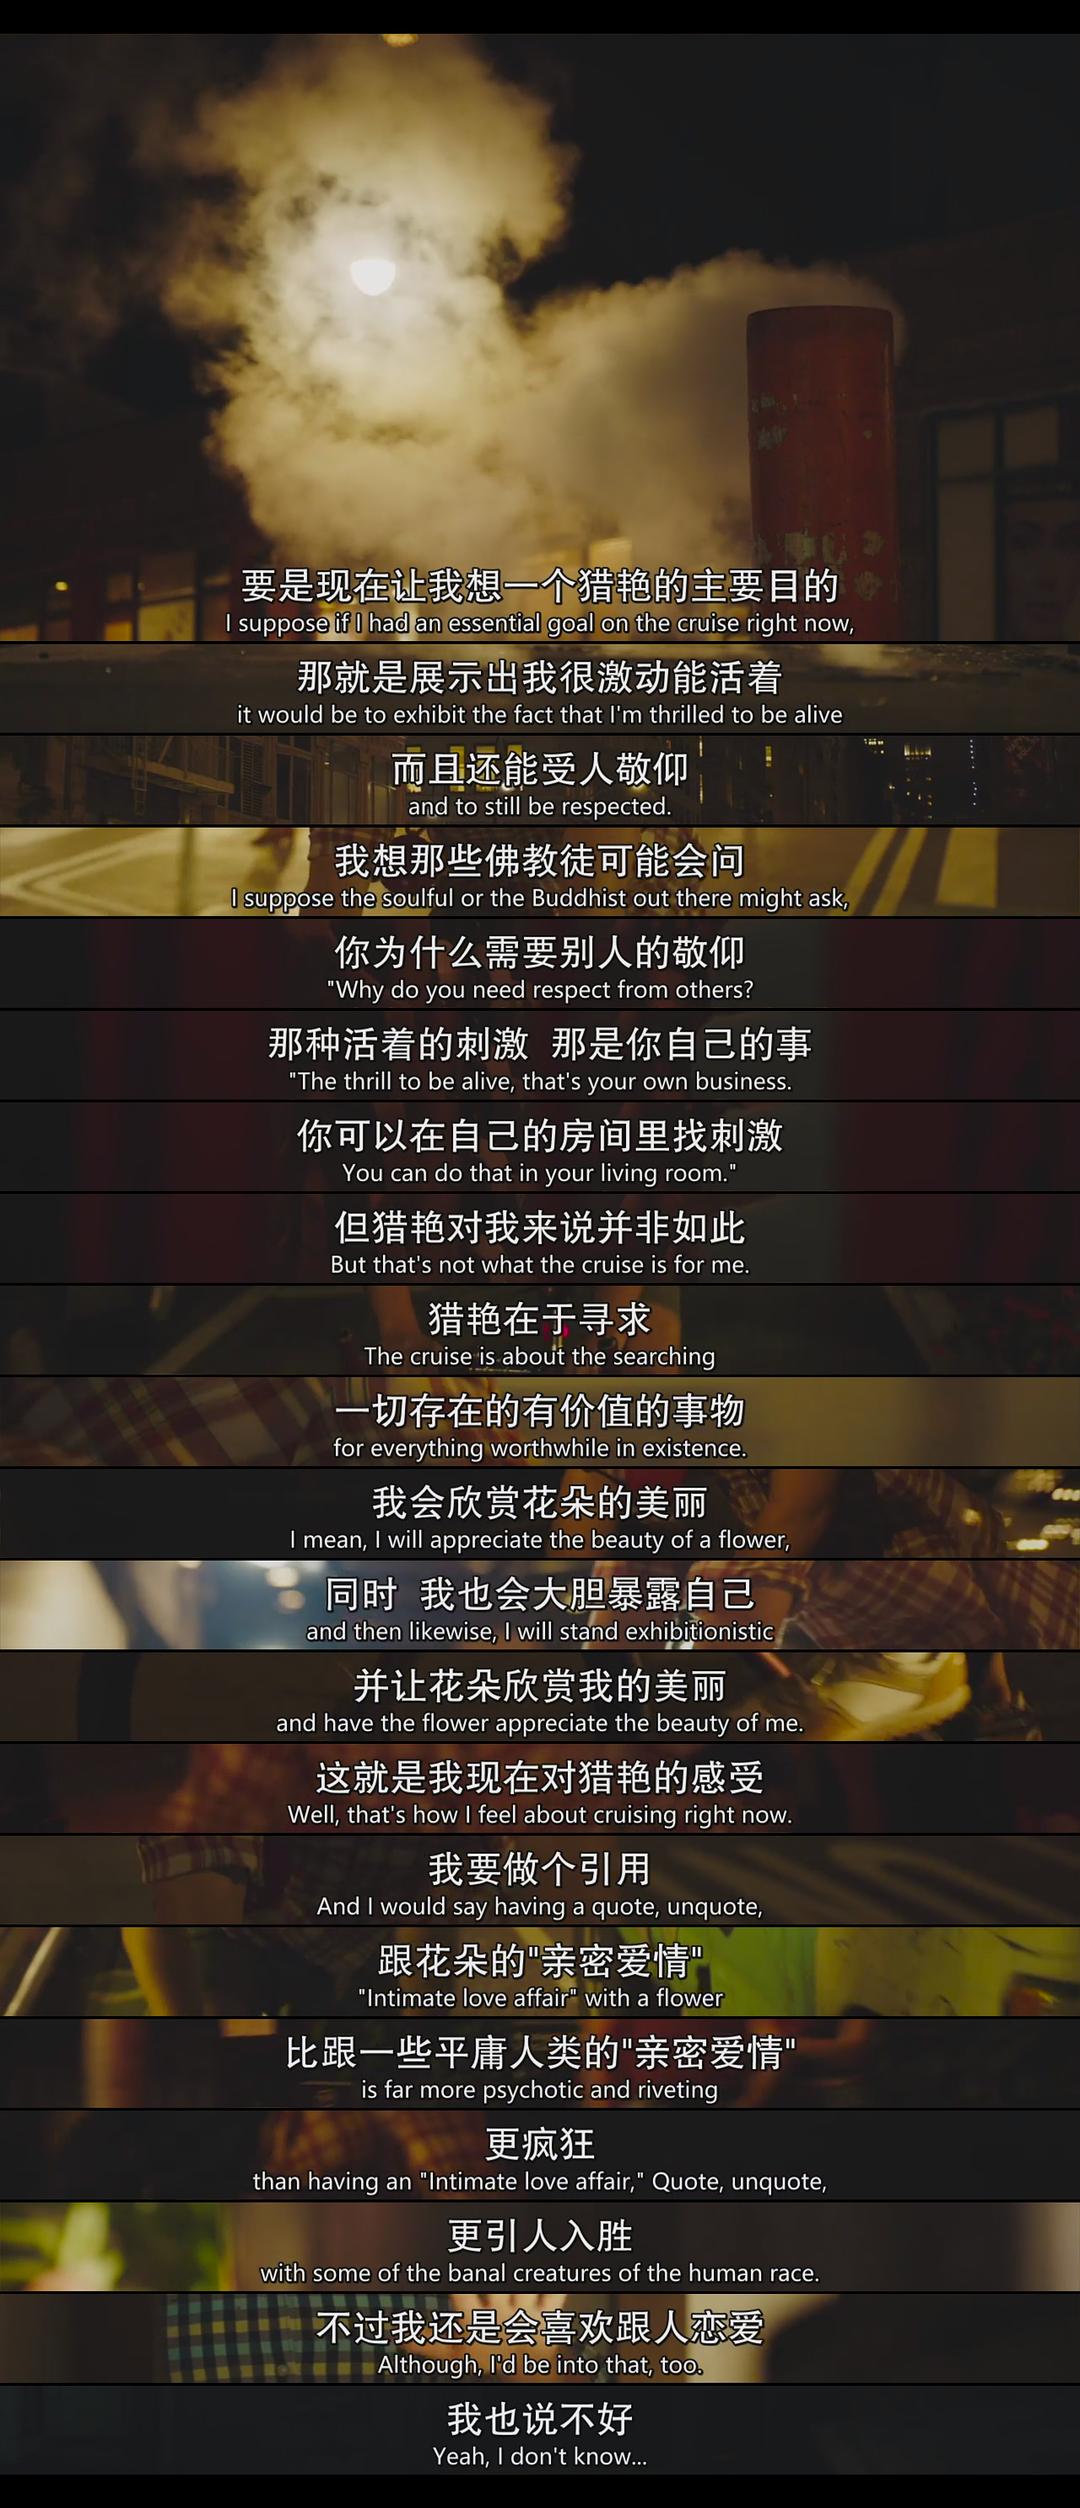 要是现在让我想一个猎艳的主要目的
I suppose if I had an essential goal on the cruise right now,
那就是展示出我很激动能活着
it would be to exhibit the fact that I'm thrilled to be alive
而且还能受人敬仰
and to still be respected.
我想那些佛教徒可能会问
I suppose the soulful or the Buddhist out there might ask,
你为什么需要别人的敬仰
"Why do you need respect from others?
那种活着的刺激 那是你自己的事
"The thrill to be alive, that's your own business.
你可以在自己的房间里找刺激
You can do that in your living room."
但猎艳对我来说并非如此
But that's not what the cruise is for me.
猎艳在于寻求
The cruise is about the searching
一切存在的有价值的事物
for everything worthwhile in existence.
我会欣赏花朵的美丽
I mean, I will appreciate the beauty of a flower,
同时 我也会大胆暴露自己
and then likewise, I will stand exhibitionistic
并让花朵欣赏我的美丽
and have the flower appreciate the beauty of me.
这就是我现在对猎艳的感受
Well, that's how I feel about cruising right now.
我要做个引用
And I would say having a quote, unquote,
跟花朵的"亲密爱情"
"Intimate love affair" with a flower
比跟一些平庸人类的"亲密爱情"
is far more psychotic and riveting
更疯狂
than having an "Intimate love affair," Quote, unquote,
更引人入胜
with some of the banal creatures of the human race.
不过我还是会喜欢跟人恋爱
Although, I'd be into that, too.
我也说不好
Yeah, I don't know...